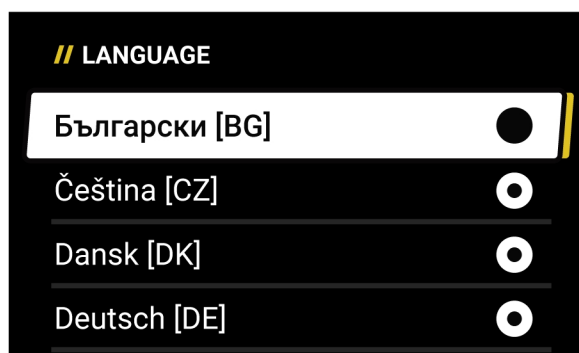 // LANGUAGE
Български [BG]
Čeština [CZ]
Dansk [DK]
Deutsch [DE]